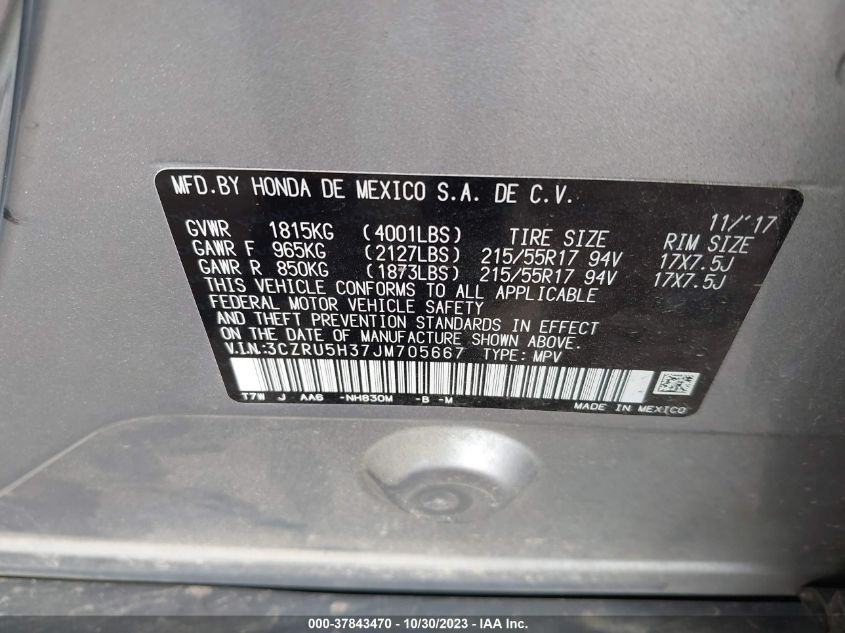 MFD.BY HONDA DE MEXICO S.A. DE C.V.
11/'17
GVWR 1815KG (4001LBS) TIRE SIZE RIM SIZE
GAWR F 965KG (2127LBS) 215/55R17 94V 17X7.5J
GAWR R 850KG (1873LBS) 215/55R17 94V 17X7.5J
THIS VEHICLE CONFORMS TO ALL APPLICABLE
FEDERAL MOTOR VEHICLE SAFETY
AND THEFT PREVENTION STANDARDS IN EFFECT
ON THE DATE OF MANUFACTURE SHOWN ABOVE.
V.I.N.:3CZRU5H37JM705667 TYPE: MPV
T7W J AA6 -NH830M -B -M
MADE IN MEXICO
000-37843470 • 10/30/2023 - © IAA Inc.